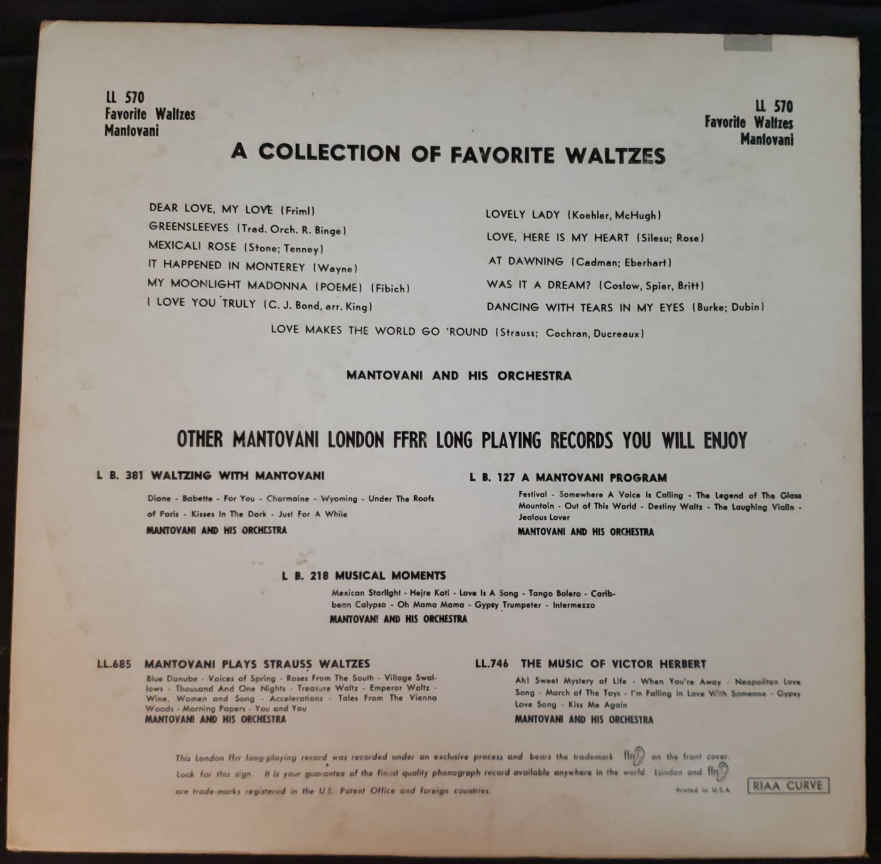 LL 570
Favorite Waltzes
Mantovani
LL 570
Favorite Waltzes
Mantovani
A COLLECTION OF FAVORITE WALTZES
DEAR LOVE, MY LOVE (Friml)
GREENSLEEVES (Trad. Orch. R. Binge)
MEXICALI ROSE (Stone; Tenney)
IT HAPPENED IN MONTEREY (Wayne)
MY MOONLIGHT MADONNA (POEME) (Fibich)
I LOVE YOU TRULY (C. J. Bond, arr. King)
LOVELY LADY (Koehler, McHugh)
LOVE, HERE IS MY HEART (Silesu; Rose)
AT DAWNING (Cadman; Eberhart)
WAS IT A DREAM? (Coslow, Spier, Britt)
DANCING WITH TEARS IN MY EYES (Burke; Dubin)
LOVE MAKES THE WORLD GO 'ROUND (Strauss; Cochran, Ducreaux)
MANTOVANI AND HIS ORCHESTRA
OTHER MANTOVANI LONDON FFRR LONG PLAYING RECORDS YOU WILL ENJOY
L B. 381 WALTZING WITH MANTOVANI
Diane - Babette - For You - Charmaine - Wyoming - Under The Roofs
of Paris - Kisses In The Dark - Just For A While
MANTOVANI AND HIS ORCHESTRA
L B. 127 A MANTOVANI PROGRAM
Festival - Somewhere A Voice Is Calling - The Legend of The Glass
Mountain - Out of This World - Destiny Waltz - The Laughing Violin -
Jealous Lover
MANTOVANI AND HIS ORCHESTRA
L B. 218 MUSICAL MOMENTS
Mexican Starlight - Hejre Kati - Love Is A Song - Tango Bolero - Carib-
bean Calypso - Oh Mama Mama - Gypsy Trumpeter - Intermezzo
MANTOVANI AND HIS ORCHESTRA
LL.685 MANTOVANI PLAYS STRAUSS WALTZES
Blue Danube - Voices of Spring - Roses From The South - Village Swal-
lows - Thousand And One Nights - Treasure Waltz - Emperor Waltz -
Wine, Women and Song - Accelerations - Tales From The Vienna
Woods - Morning Papers - You and You
MANTOVANI AND HIS ORCHESTRA
LL.746 THE MUSIC OF VICTOR HERBERT
Ah! Sweet Mystery of Life - When You're Away - Neapolitan Love
Song - March of The Toys - I'm Falling in Love With Someone - Gypsy
Love Song - Kiss Me Again
MANTOVANI AND HIS ORCHESTRA
This London ffrr long-playing record was recorded under an exclusive process and bears the trademark ffrr on the front cover.
Look for this sign. It is your guarantee of the finest quality phonograph record available anywhere in the world. London and ffrr
are trade-marks registered in the U.S. Patent Office and foreign countries.
Printed in U.S.A.
RIAA CURVE